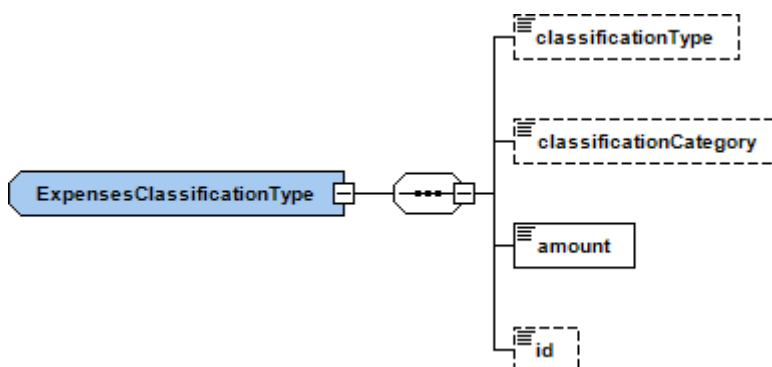 classificationType
classificationCategory
ExpensesClassificationType
amount
id